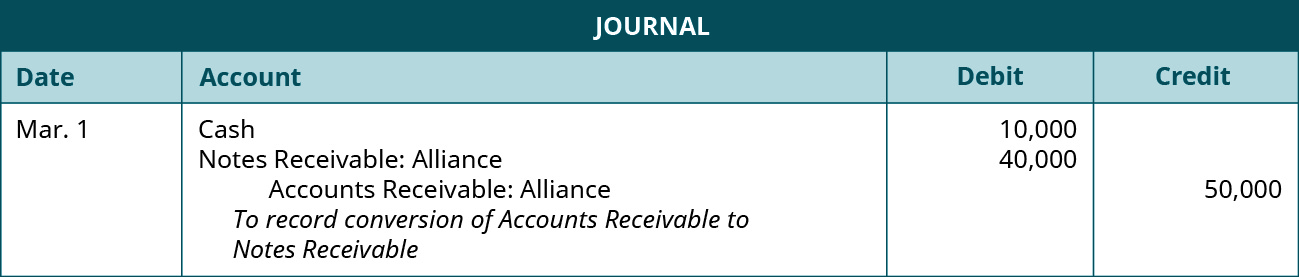 JOURNAL
Date Account Debit Credit
Mar. 1 Cash 10,000
Notes Receivable: Alliance 40,000
Accounts Receivable: Alliance 50,000
To record conversion of Accounts Receivable to
Notes Receivable